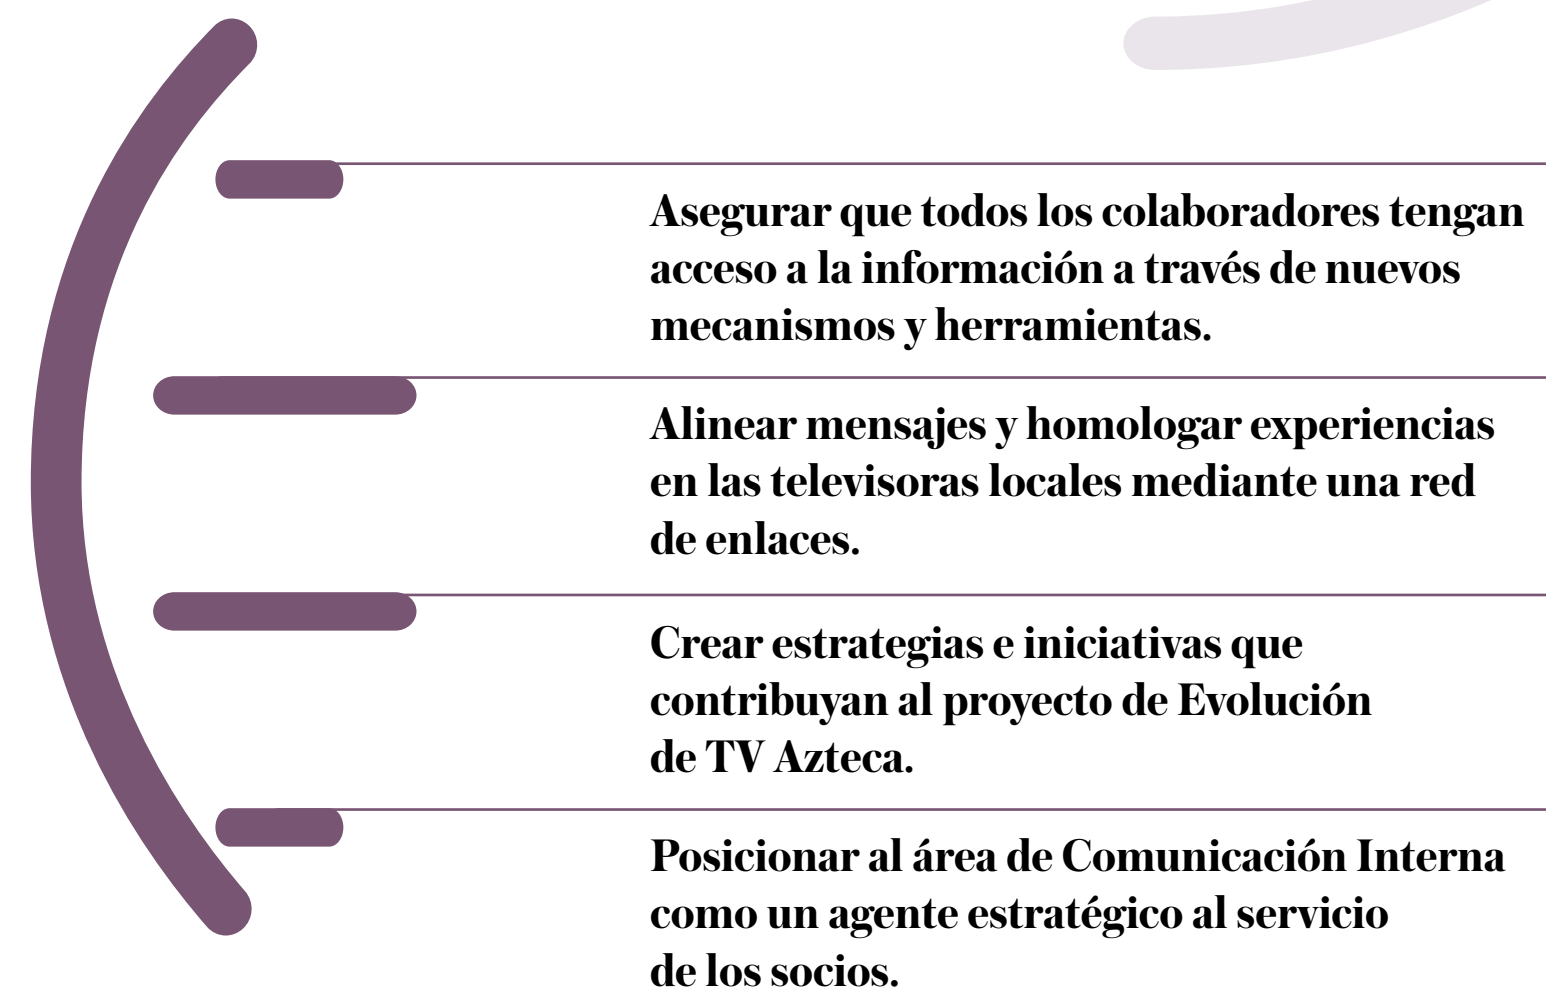 Asegurar que todos los colaboradores tengan
acceso a la información a través de nuevos
mecanismos y herramientas.
Alinear mensajes y homologar experiencias
en las televisoras locales mediante una red
de enlaces.
Crear estrategias e iniciativas que
contribuyan al proyecto de Evolución
de TV Azteca.
Posicionar al área de Comunicación Interna
como un agente estratégico al servicio
de los socios.